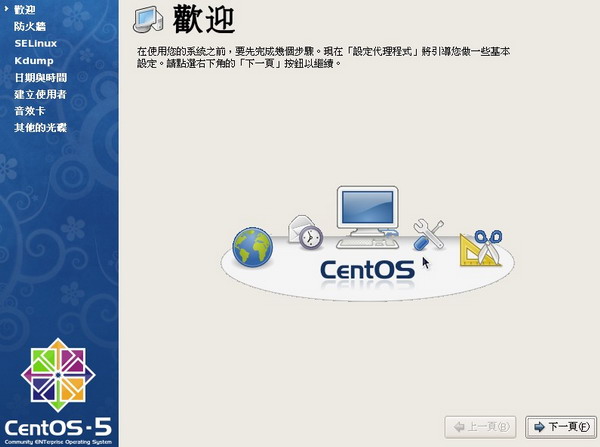 歡迎
防火牆
SELinux
Kdump
日期與時間
建立使用者
音效卡
其他的光碟
CentOS-5
Community ENTerprise Operating System
歡迎
在使用您的系統之前，要先完成幾個步驟。現在「設定代理程式」將引導您做一些基本
設定。請點選右下角的「下一頁」按鈕以繼續。
CentOS
上一頁(B)
下一頁(F)